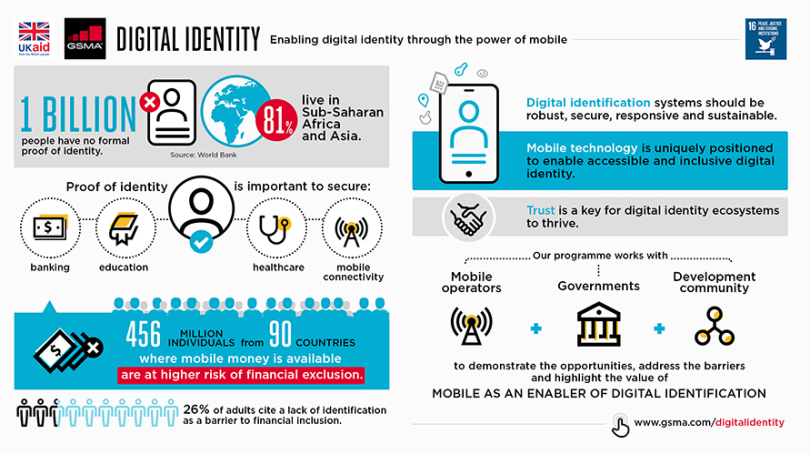 UKaid
from the British people
GSMA
DIGITAL IDENTITY
Enabling digital identity through the power of mobile
16 PEACE, JUSTICE
AND STRONG
INSTITUTIONS
1 BILLION
people have no formal
proof of identity.
81%
live in
Sub-Saharan
Africa
and Asia.
Source: World Bank
Proof of identity
is important to secure:
$
banking
education
healthcare
mobile
connectivity
$
456 MILLION
INDIVIDUALS from 90 COUNTRIES
where mobile money is available
are at higher risk of financial exclusion.
26% of adults cite a lack of identification
as a barrier to financial inclusion.
Digital identification systems should be
robust, secure, responsive and sustainable.
Mobile technology is uniquely positioned
to enable accessible and inclusive digital
identity.
Trust is a key for digital identity ecosystems
to thrive.
Our programme works with
Mobile
operators
+
Governments
+
Development
community
to demonstrate the opportunities, address the barriers
and highlight the value of
MOBILE AS AN ENABLER OF DIGITAL IDENTIFICATION
www.gsma.com/digitalidentity